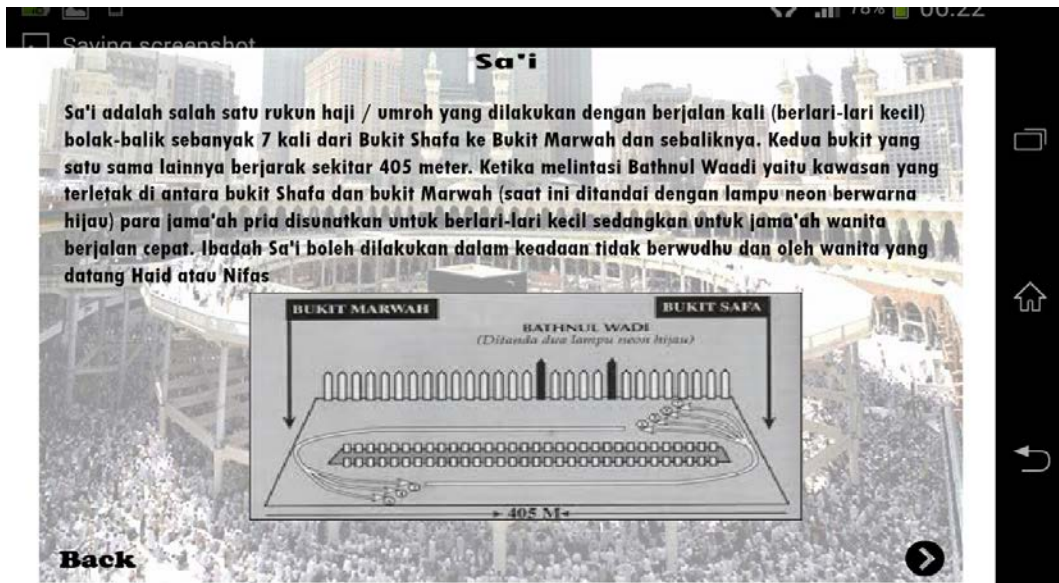 78% 06:22
Saving screenshot
Sa'i
Sa'i adalah salah satu rukun haji / umroh yang dilakukan dengan berjalan kali (berlari-lari kecil)
bolak-balik sebanyak 7 kali dari Bukit Shafa ke Bukit Marwah dan sebaliknya. Kedua bukit yang
satu sama lainnya berjarak sekitar 405 meter. Ketika melintasi Bathnul Waadi yaitu kawasan yang
terletak di antara bukit Shafa dan bukit Marwah (saat ini ditandai dengan lampu neon berwarna
hijau) para jama'ah pria disunatkan untuk berlari-lari kecil sedangkan untuk jama'ah wanita
berjalan cepat. Ibadah Sa'i boleh dilakukan dalam keadaan tidak berwudhu dan oleh wanita yang
datang Haid atau Nifas
BUKIT MARWAH
BUKIT SAFA
BATHNUL WADI
(Ditanda dua lampu neon hijau)
405 M
Back